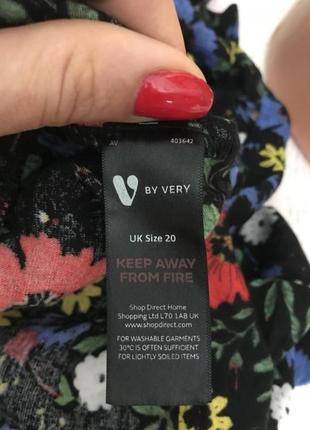 AV 403642
V BY VERY
UK Size 20
KEEP AWAY
FROM FIRE
Shop Direct Home
Shopping Ltd L70 1AB UK
www.shopdirect.com
FOR WASHABLE GARMENTS
30°C IS OFTEN SUFFICIENT
FOR LIGHTLY SOILED ITEMS